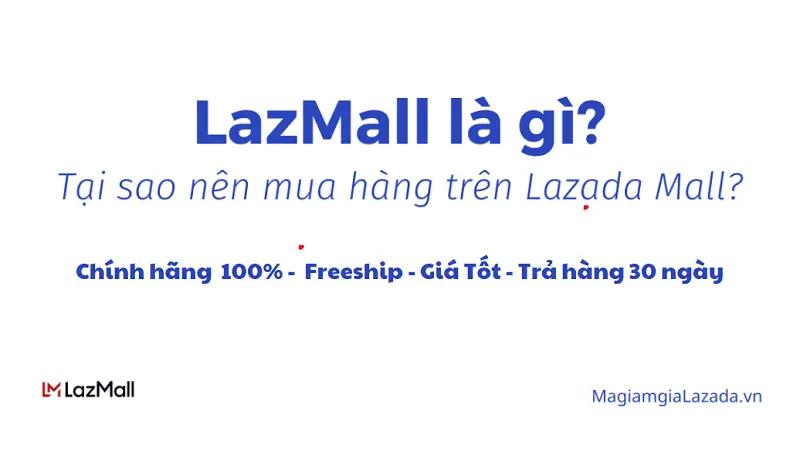 LazMall là gì?
Tại sao nên mua hàng trên Lazada Mall?
Chính hãng 100% - Freeship - Giá Tốt - Trả hàng 30 ngày
LM LazMall
MagiamgiaLazada.vn